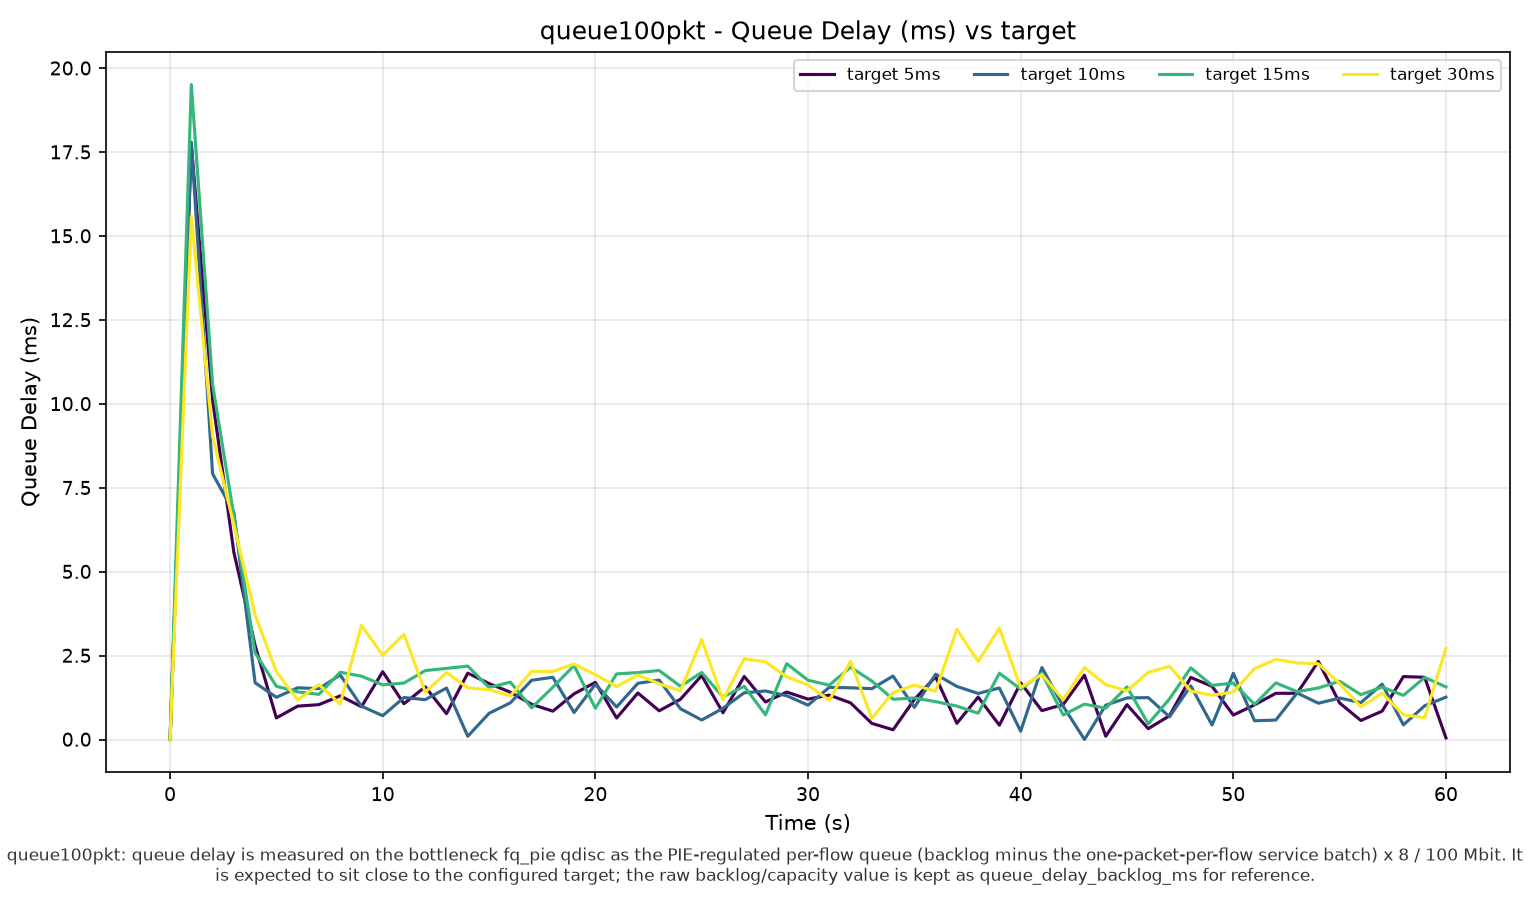 queue100pkt - Queue Delay (ms) vs target
target 5ms
target 10ms
target 15ms
target 30ms
20.0
17.5
15.0
12.5
10.0
7.5
5.0
2.5
0.0
Queue Delay (ms)
0
10
20
30
40
50
60
Time (s)
queue100pkt: queue delay is measured on the bottleneck fq_pie qdisc as the PIE-regulated per-flow queue (backlog minus the one-packet-per-flow service batch) x 8 / 100 Mbit. It
is expected to sit close to the configured target; the raw backlog/capacity value is kept as queue_delay_backlog_ms for reference.